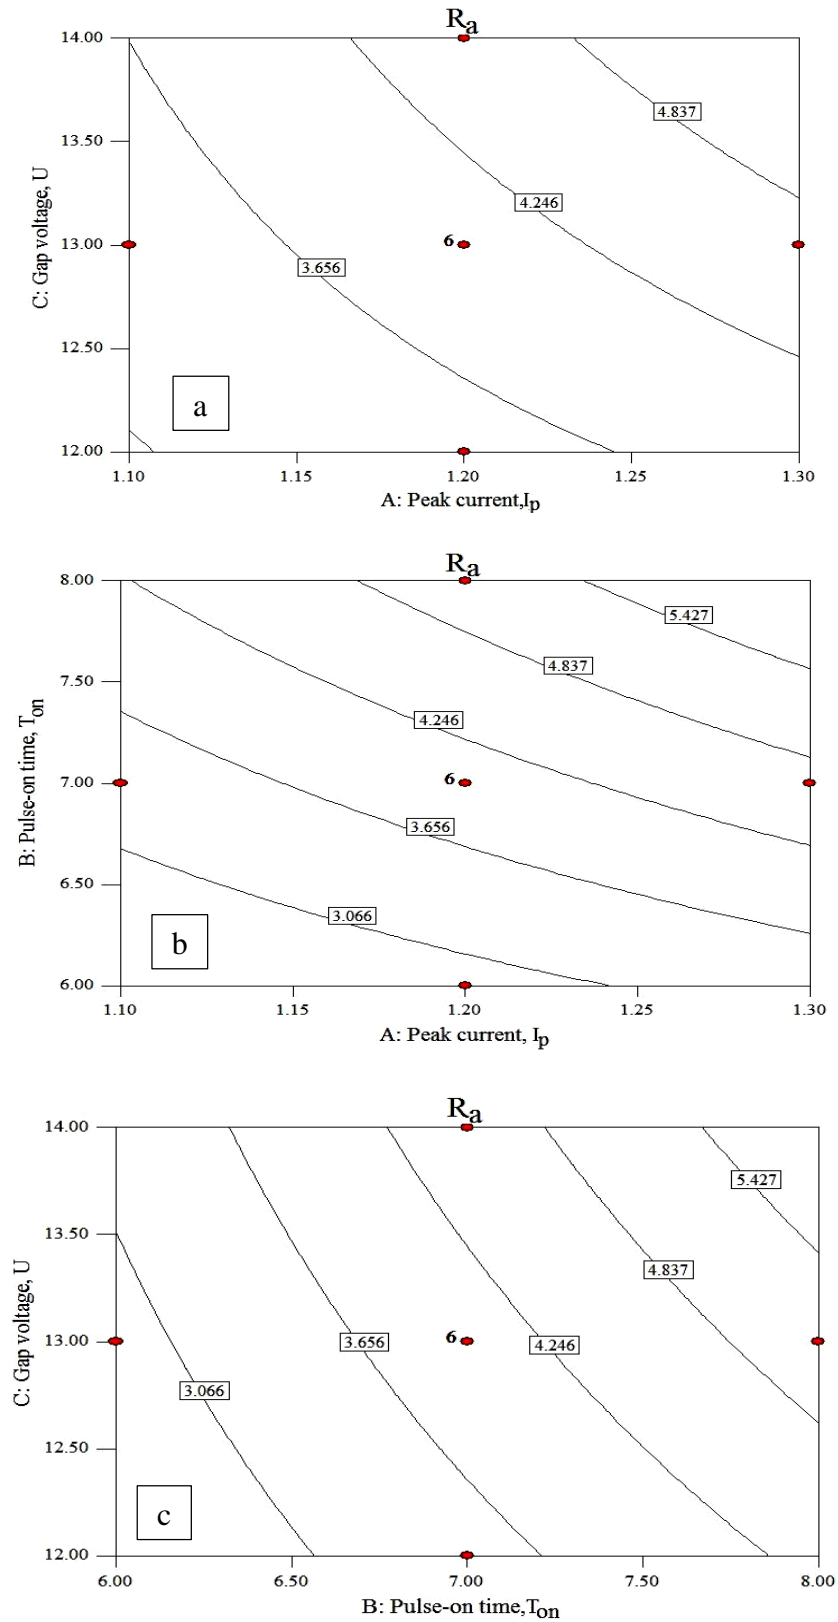 Ra
14.00
4.837
13.50
4.246
C: Gap voltage, U
13.00
6
3.656
12.50
a
12.00
1.10 1.15 1.20 1.25 1.30
A: Peak current,Ip
Ra
8.00
5.427
7.50
4.837
4.246
B: Pulse-on time, Ton
7.00
6
3.656
6.50
3.066
b
6.00
1.10 1.15 1.20 1.25 1.30
A: Peak current, Ip
Ra
14.00
5.427
13.50
4.837
C: Gap voltage, U
13.00
3.656
6
4.246
3.066
12.50
c
12.00
6.00 6.50 7.00 7.50 8.00
B: Pulse-on time,Ton